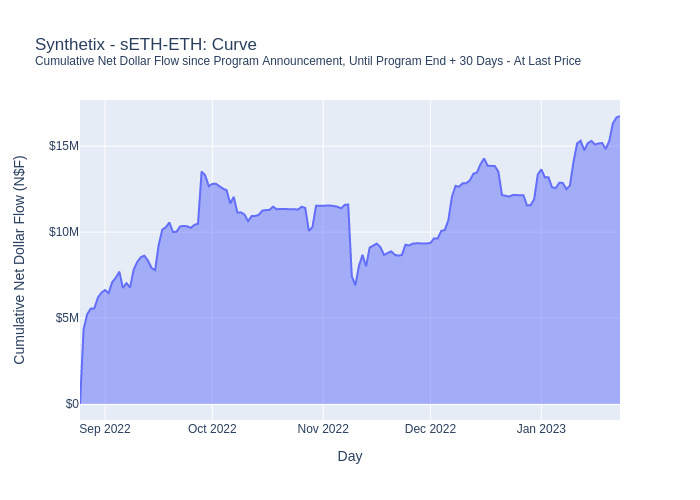 Synthetix - sETH-ETH: Curve
Cumulative Net Dollar Flow since Program Announcement, Until Program End + 30 Days - At Last Price
Cumulative Net Dollar Flow (N$F)
$15M
$10M
$5M
$0
Sep 2022 Oct 2022 Nov 2022 Dec 2022 Jan 2023
Day